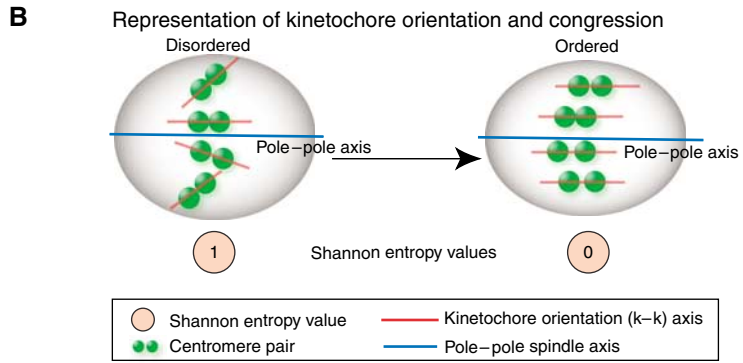 B
Representation of kinetochore orientation and congression
Disordered
Ordered
Pole–pole axis
Pole–pole axis
1
Shannon entropy values
0
Shannon entropy value
Kinetochore orientation (k–k) axis
Centromere pair
Pole–pole spindle axis